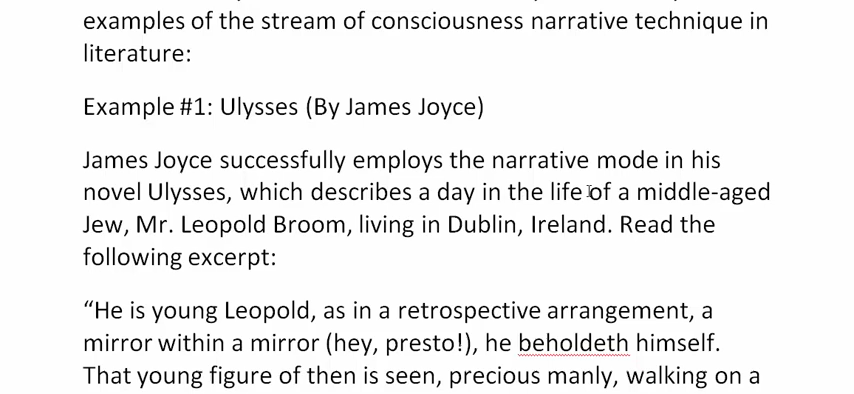 examples of the stream of consciousness narrative technique in
literature:
Example #1: Ulysses (By James Joyce)
James Joyce successfully employs the narrative mode in his
novel Ulysses, which describes a day in the life of a middle-aged
Jew, Mr. Leopold Broom, living in Dublin, Ireland. Read the
following excerpt:
“He is young Leopold, as in a retrospective arrangement, a
mirror within a mirror (hey, presto!), he beholdeth himself.
That young figure of then is seen, precious manly, walking on a